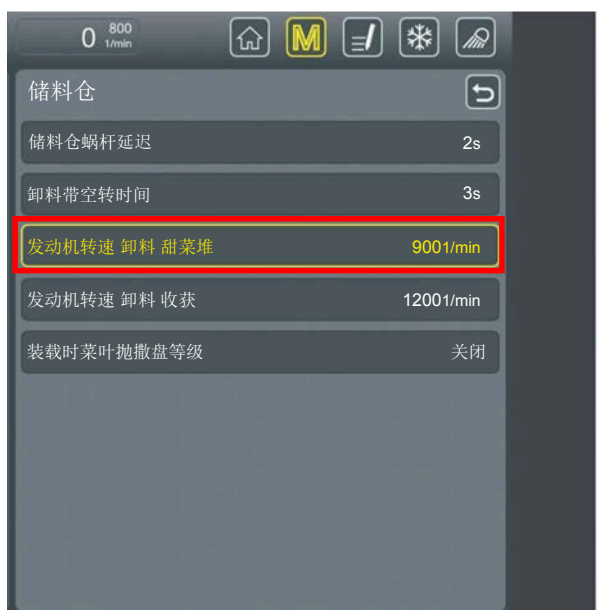 0 800
1/min
M
储料仓
储料仓蜗杆延迟 2s
卸料带空转时间 3s
发动机转速 卸料 甜菜堆 9001/min
发动机转速 卸料 收获 12001/min
装载时菜叶抛撒盘等级 关闭